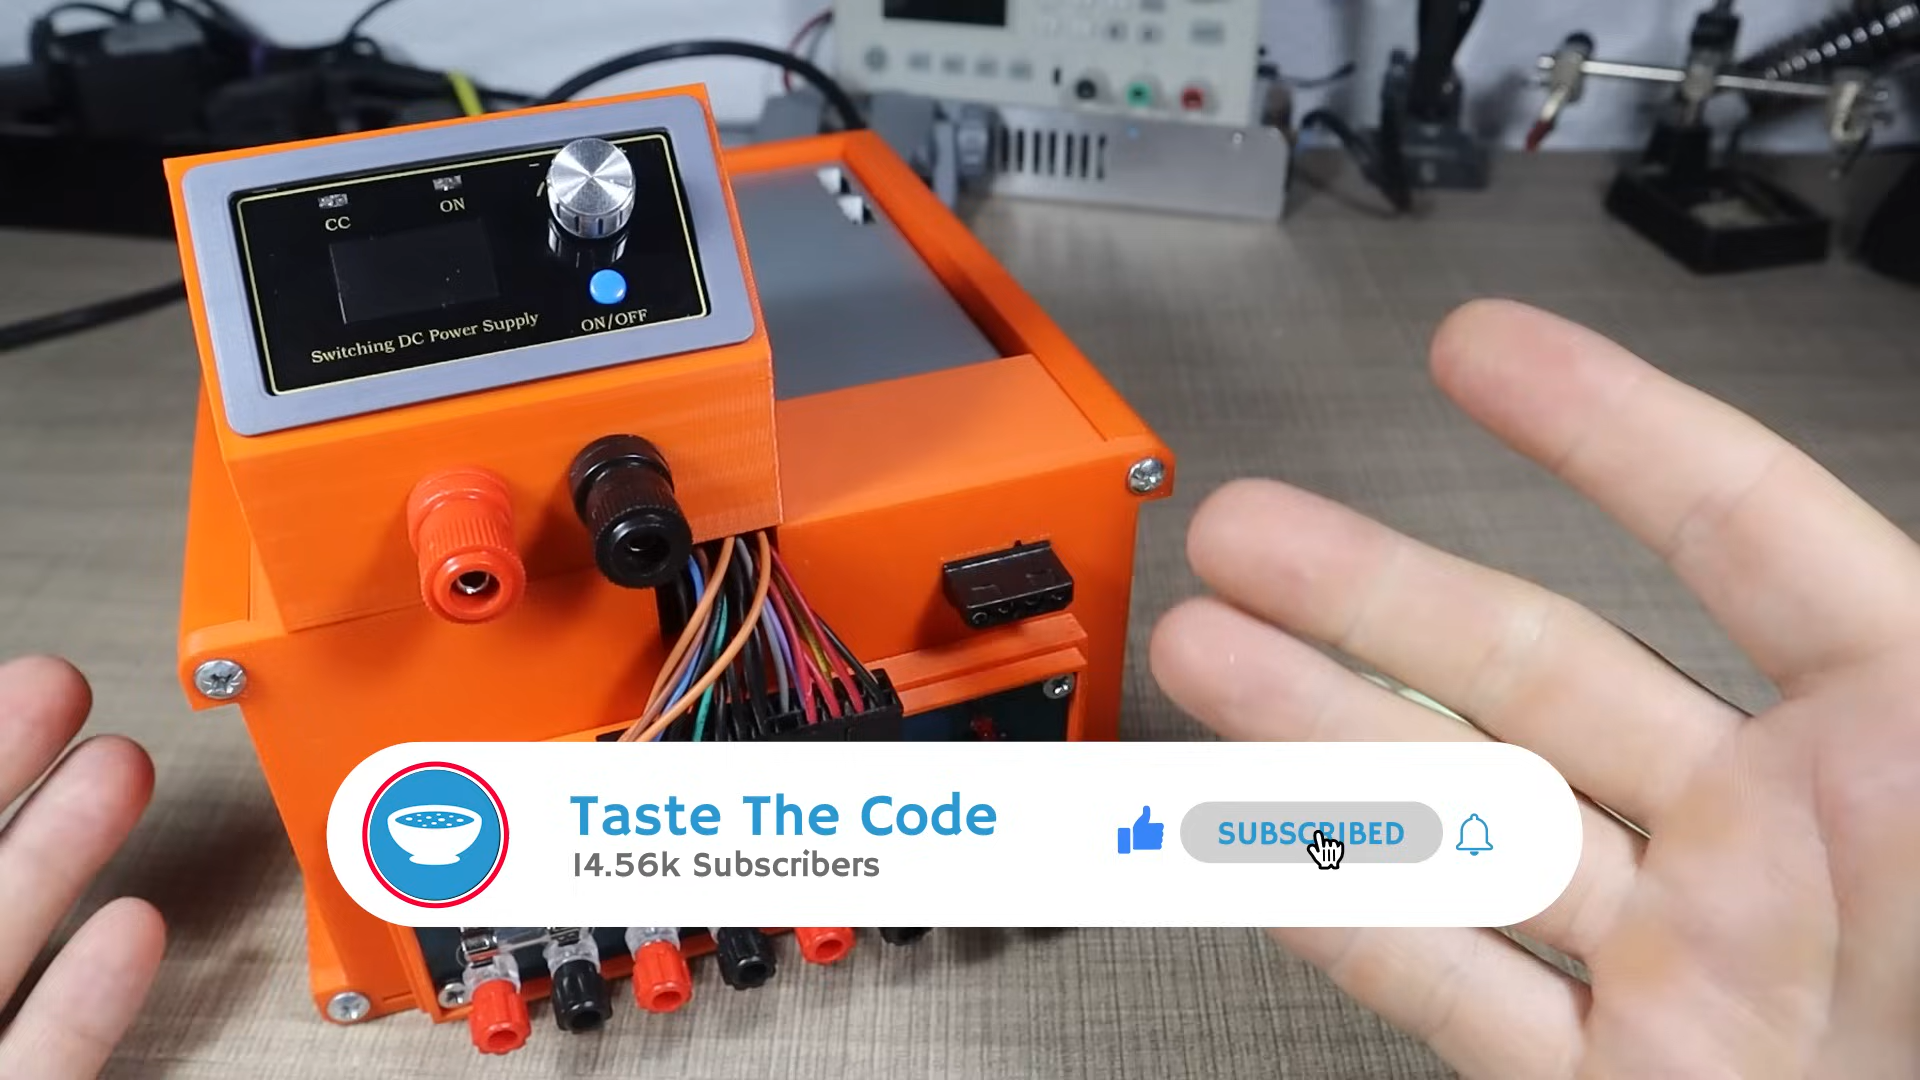 CC
ON
ON/OFF
Switching DC Power Supply
Taste The Code
14.56k Subscribers
SUBSCRIBED